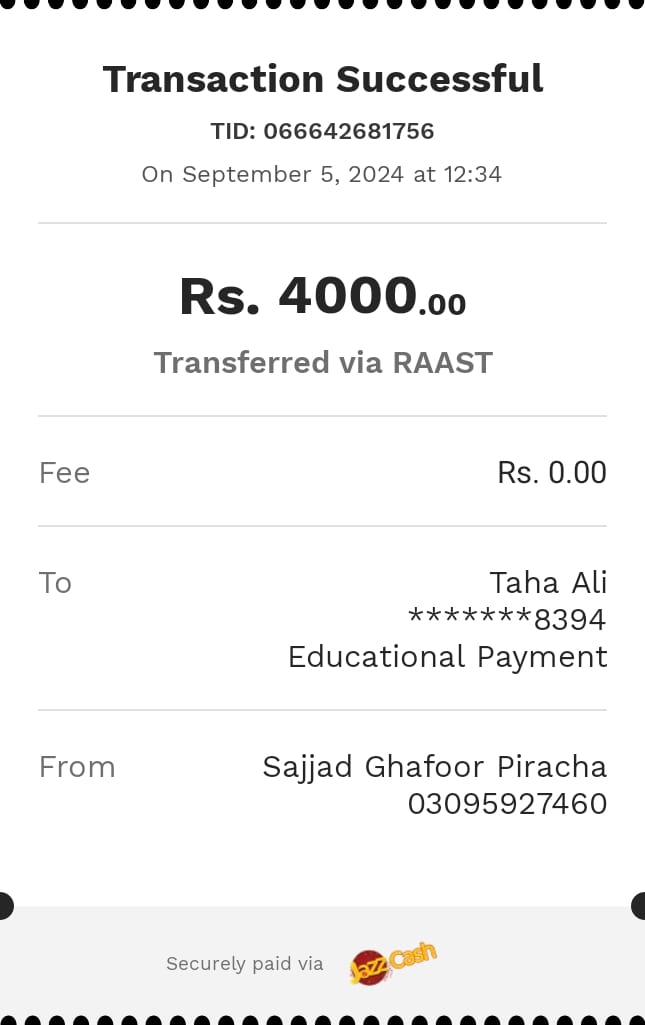 Transaction Successful
TID: 066642681756
On September 5, 2024 at 12:34
Rs. 4000.00
Transferred via RAAST
Fee Rs. 0.00
To Taha Ali
*******8394
Educational Payment
From Sajjad Ghafoor Piracha
03095927460
Securely paid via JazzCash